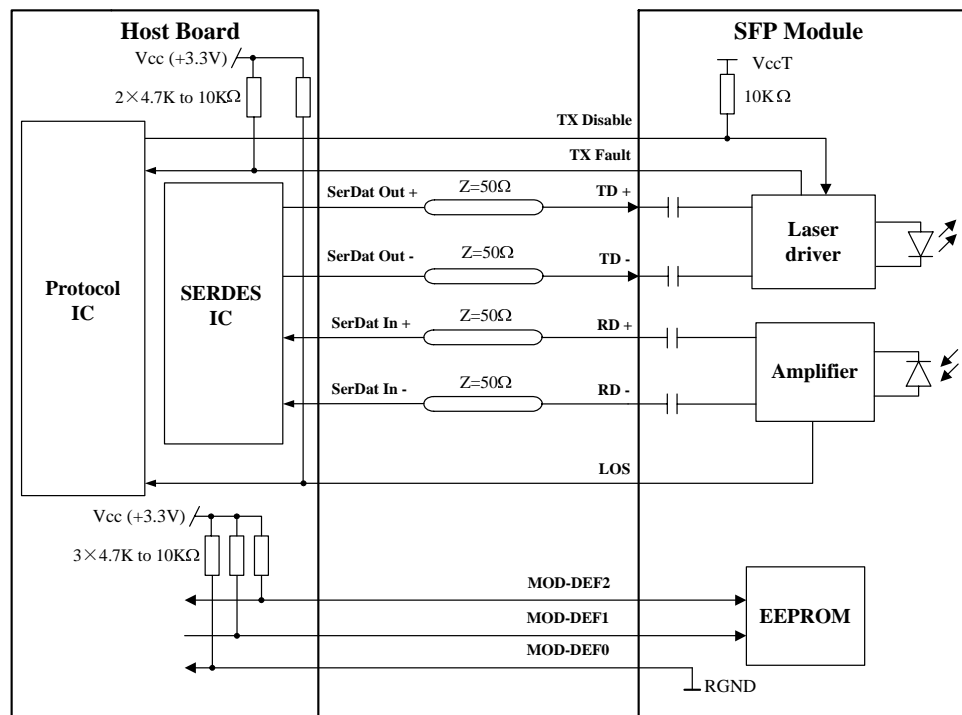 Host Board
SFP Module
Vcc (+3.3V)
VccT
2×4.7K to 10KΩ
10KΩ
TX Disable
TX Fault
SerDat Out +
Z=50Ω
TD +
SerDat Out -
Z=50Ω
TD -
Laser
driver
Protocol
IC
SERDES
IC
SerDat In +
Z=50Ω
RD +
SerDat In -
Z=50Ω
RD -
Amplifier
LOS
Vcc (+3.3V)
3×4.7K to 10KΩ
MOD-DEF2
MOD-DEF1
MOD-DEF0
EEPROM
RGND